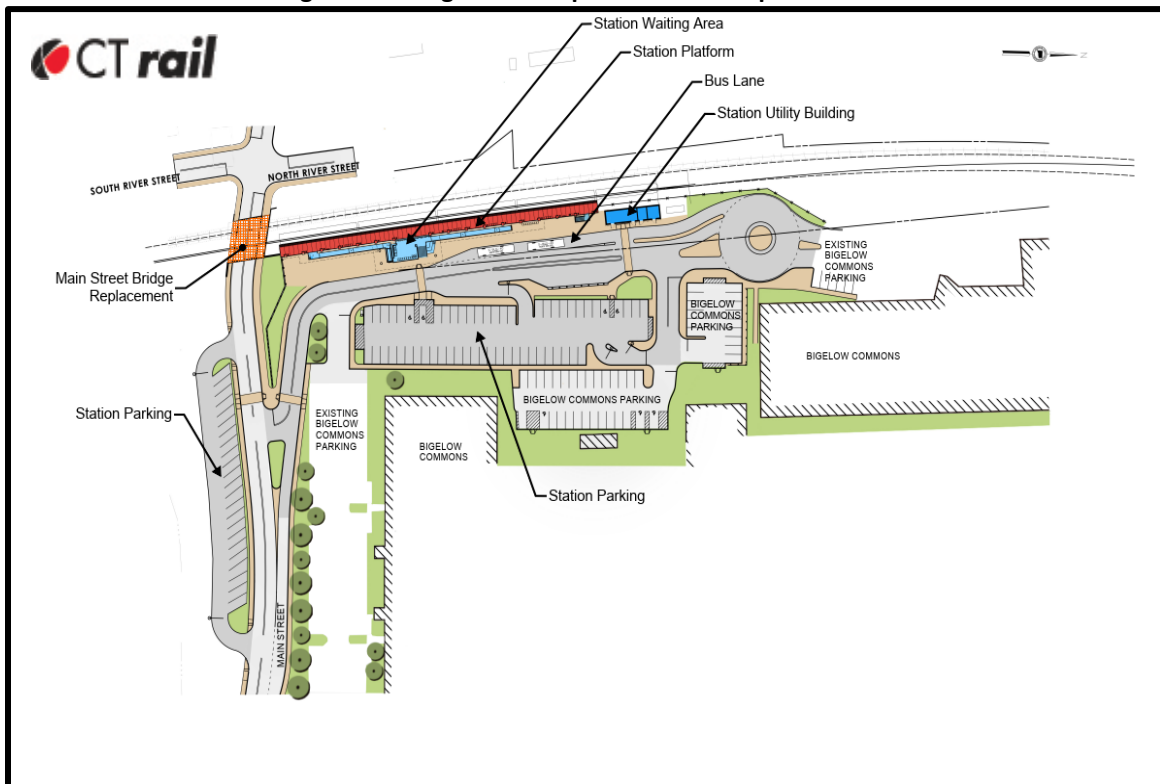 CT rail
Station Waiting Area
Station Platform
Bus Lane
Station Utility Building
N
SOUTH RIVER STREET
NORTH RIVER STREET
Main Street Bridge
Replacement
EXISTING
BIGELOW
COMMONS
PARKING
BIGELOW
COMMONS
PARKING
BIGELOW COMMONS
BIGELOW COMMONS PARKING
Station Parking
EXISTING
BIGELOW
COMMONS
PARKING
BIGELOW
COMMONS
Station Parking
MAIN STREET